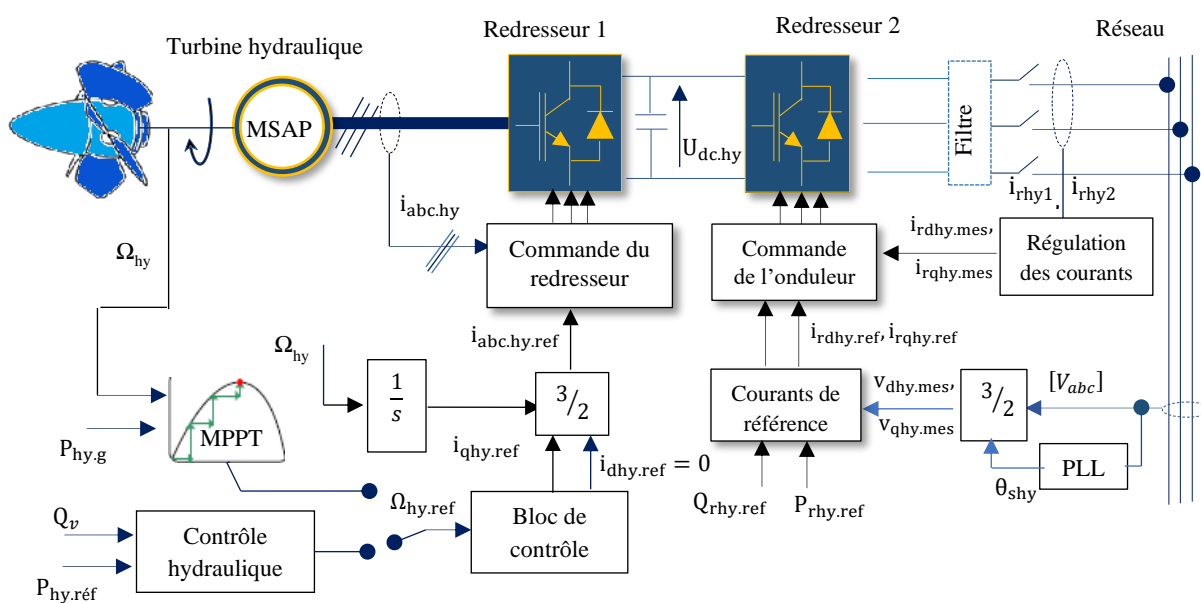 Turbine hydraulique
Redresseur 1
Redresseur 2
Réseau
MSAP
U_dc.hy
Filtre
i_rhy1,
i_rhy2
i_abc.hy
Ω_hy
Commande du
redresseur
Commande
de l'onduleur
i_rdhy.mes,
i_rqhy.mes
Régulation
des courants
i_abc.hy.ref
i_rdhy.ref, i_rqhy.ref
Ω_hy
1/s
3/2
Courants de
référence
v_dhy.mes,
v_qhy.mes
3/2
[V_abc]
PLL
θ_shy
MPPT
P_hy.g
i_qhy.ref
i_dhy.ref = 0
Q_rhy.ref
P_rhy.ref
Ω_hy.ref
Q_v
P_hy.réf
Contrôle
hydraulique
Bloc de
contrôle